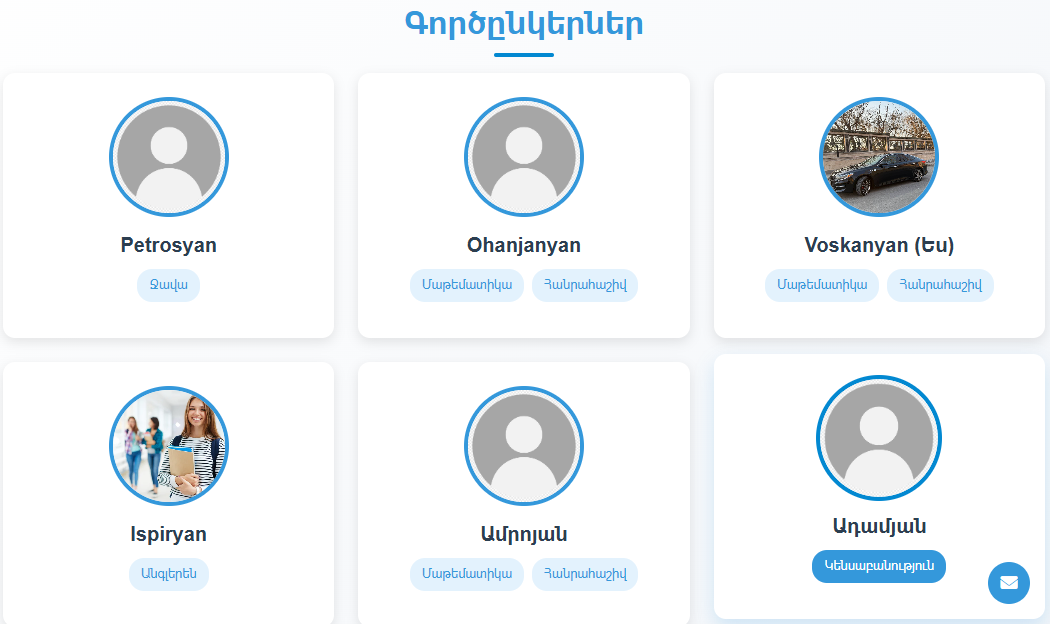 Գործընկերներ
Petrosyan
Ջավա
Ohanjanyan
Մաթեմատիկա Հանրահաշիվ
Voskanyan (Ես)
Մաթեմատիկա Հանրահաշիվ
Ispiryan
Անգլերեն
Ամրոյան
Մաթեմատիկա Հանրահաշիվ
Ադամյան
Կենսաբանություն